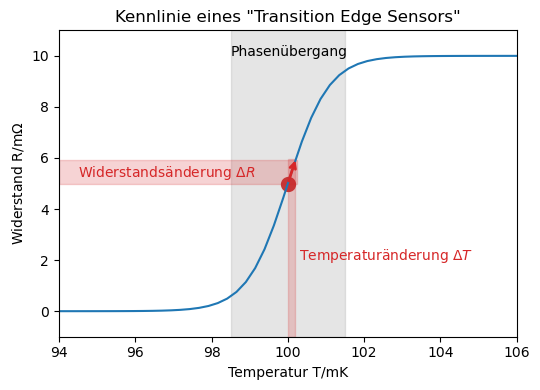 Kennlinie eines "Transition Edge Sensors"
Phasenübergang
Widerstandsänderung ΔR
Temperaturänderung ΔT
Widerstand R/mΩ
10
8
6
4
2
0
94 96 98 100 102 104 106
Temperatur T/mK